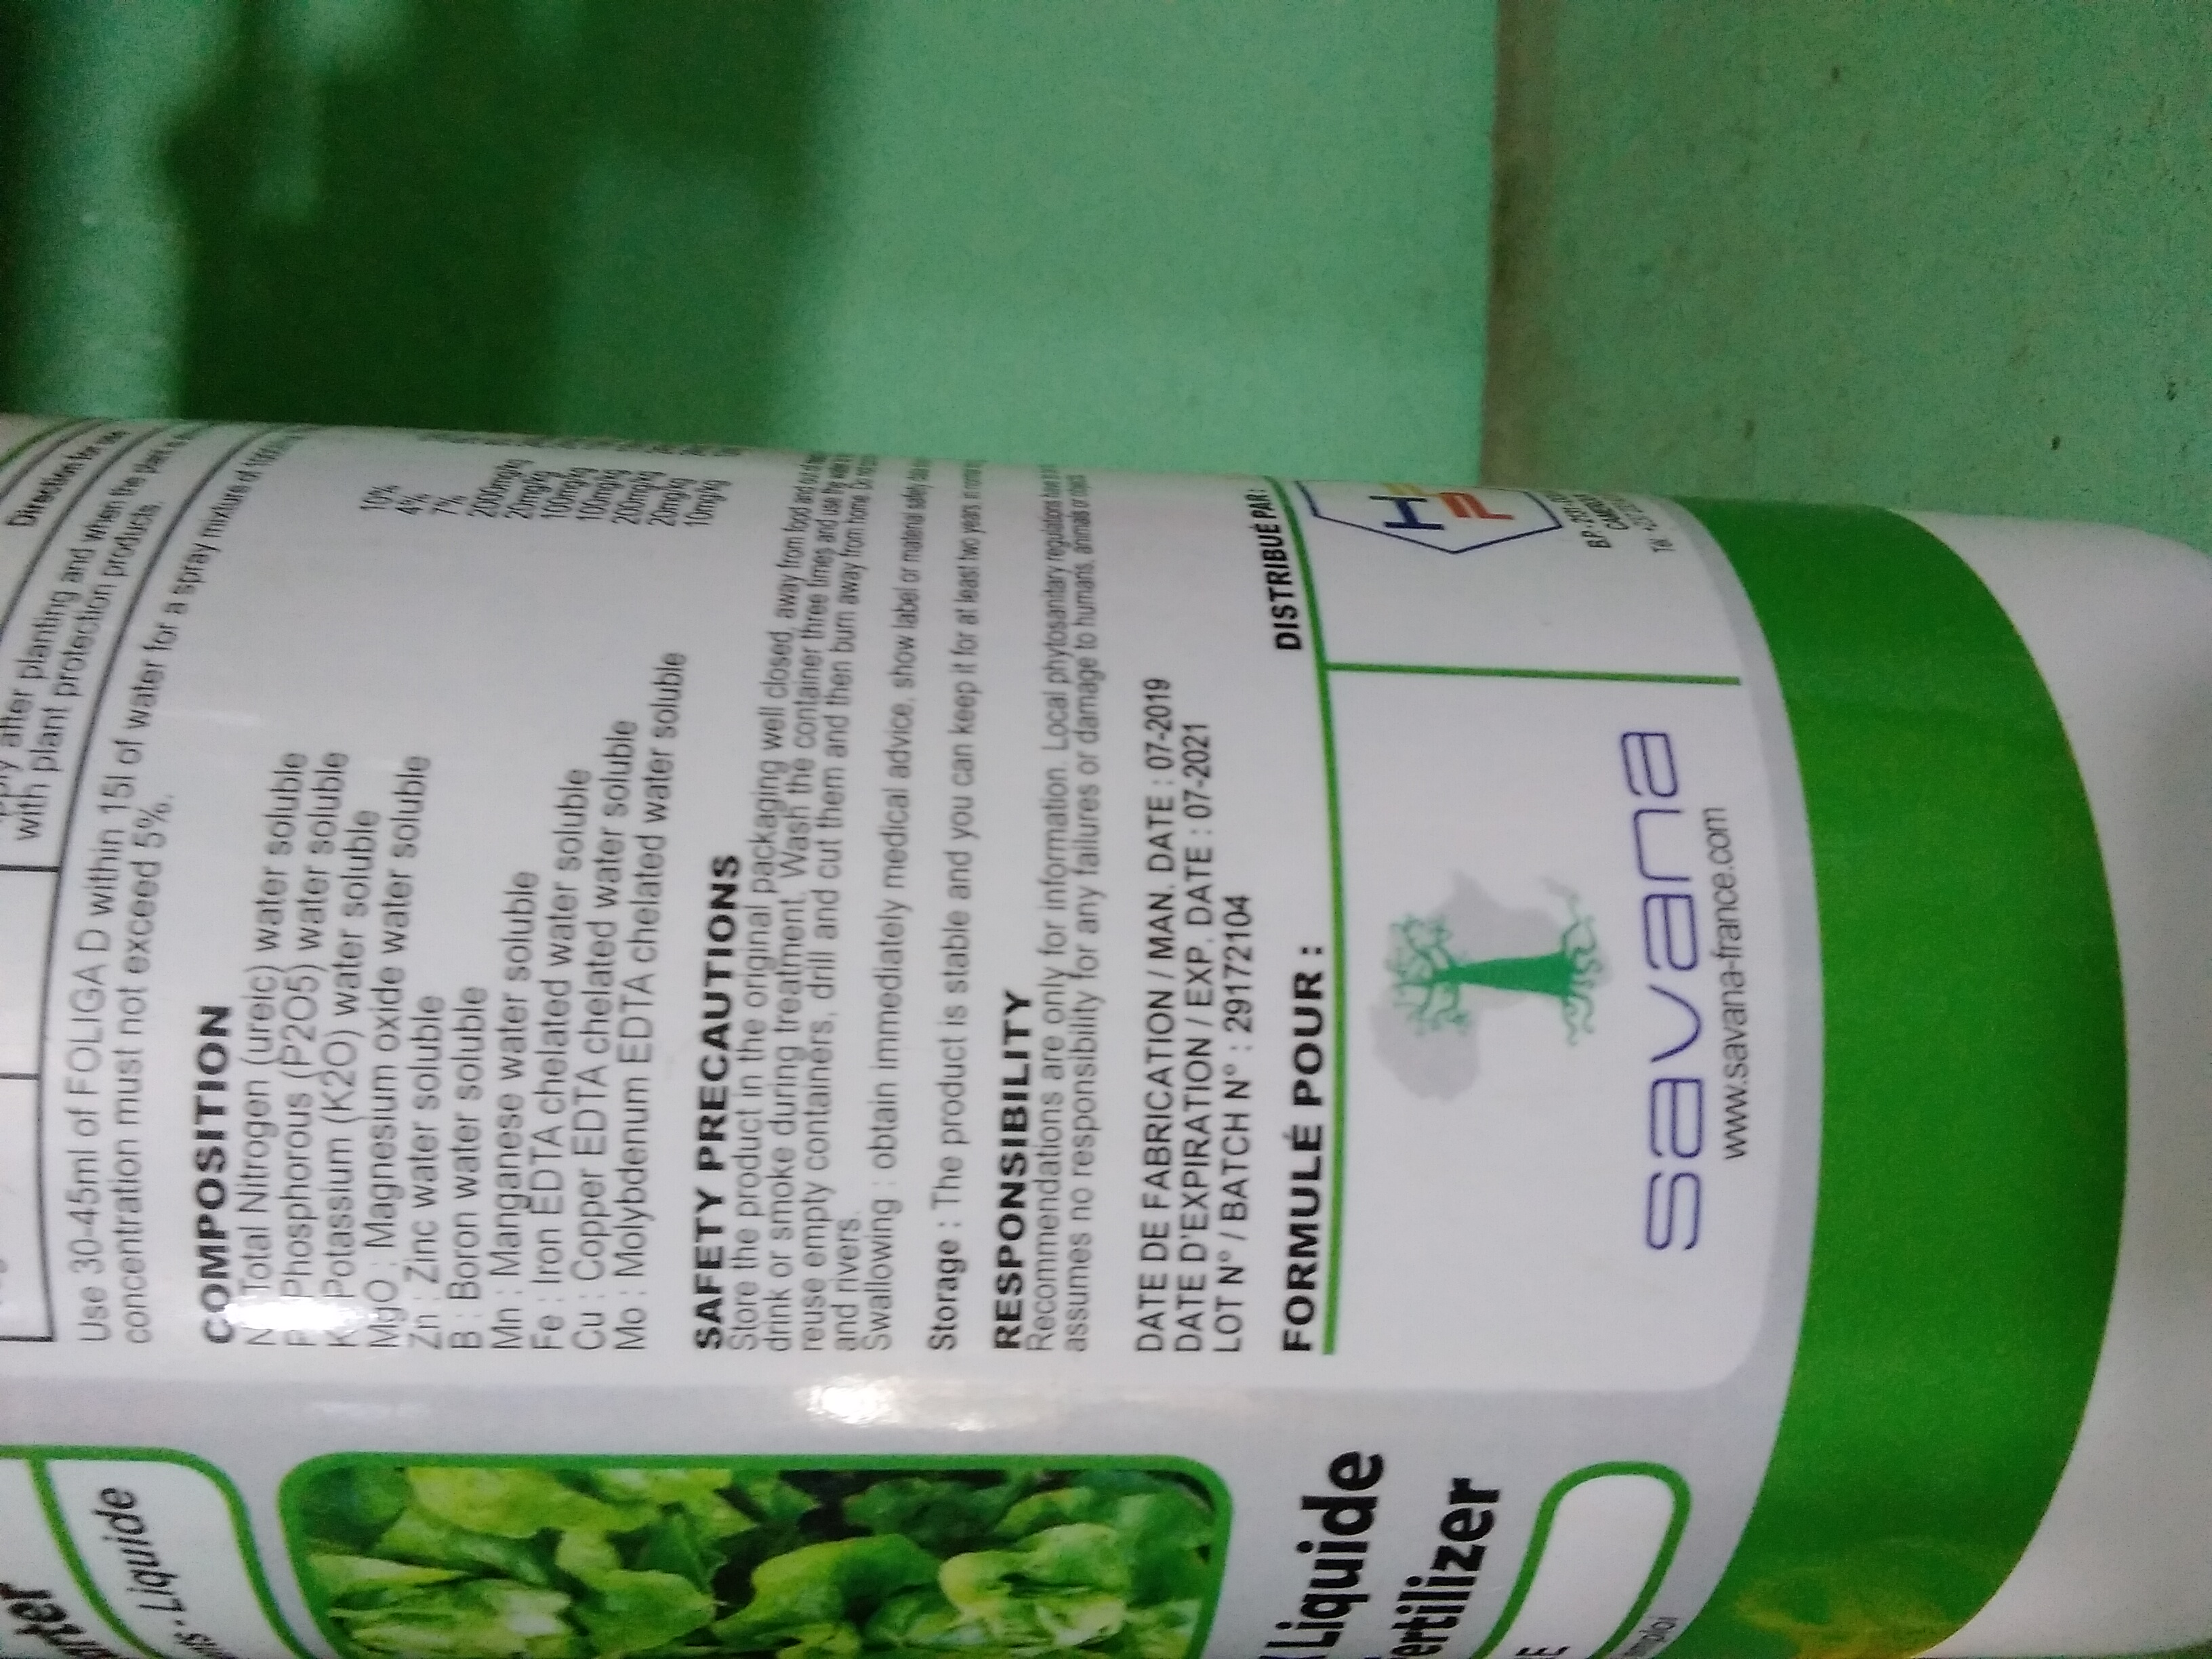 Direction for use
after planting and when the plant
with plant protection products.
Use 30-45ml of FOLIGA D within 15l of water for a spray mixture of
concentration must not exceed 5%.
COMPOSITION
N : Total Nitrogen (ureic) water soluble 10%
P : Phosphorous (P2O5) water soluble 4%
K : Potassium (K2O) water soluble 7%
MgO : Magnesium oxide water soluble 200mg/kg
Zn : Zinc water soluble 20mg/kg
B : Boron water soluble 100mg/kg
Mn : Manganese water soluble 100mg/kg
Fe : Iron EDTA chelated water soluble 200mg/kg
Cu : Copper EDTA chelated water soluble 20mg/kg
Mo : Molybdenum EDTA chelated water soluble 10mg/kg
SAFETY PRECAUTIONS
Store the product in the original packaging well closed, away from food and
drink or smoke during treatment. Wash the container three times and
reuse empty containers, drill and cut them and then burn away from home. Do not
and rivers.
Swallowing : obtain immediately medical advice, show label or material safety
Storage : The product is stable and you can keep it for at least two years in
RESPONSIBILITY
Recommendations are only for information. Local phytosanitary regulations
assumes no responsibility for any failures or damage to humans, animals or
DATE DE FABRICATION / MAN. DATE : 07-2019
DATE D'EXPIRATION / EXP. DATE : 07-2021
LOT N° / BATCH N° : 29172104
FORMULÉ POUR :
DISTRIBUÉ PAR :
savana
www.savana-france.com
H
P
Liquide
Liquide